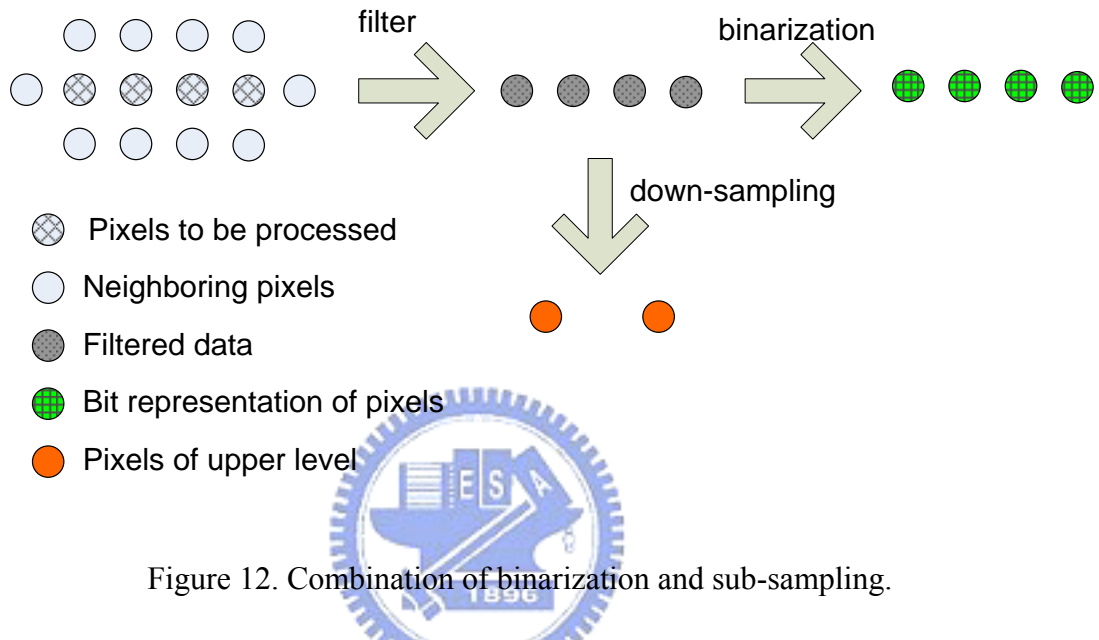 filter
binarization
down-sampling
Pixels to be processed
Neighboring pixels
Filtered data
Bit representation of pixels
Pixels of upper level
E S A
1896
Figure 12. Combination of binarization and sub-sampling.